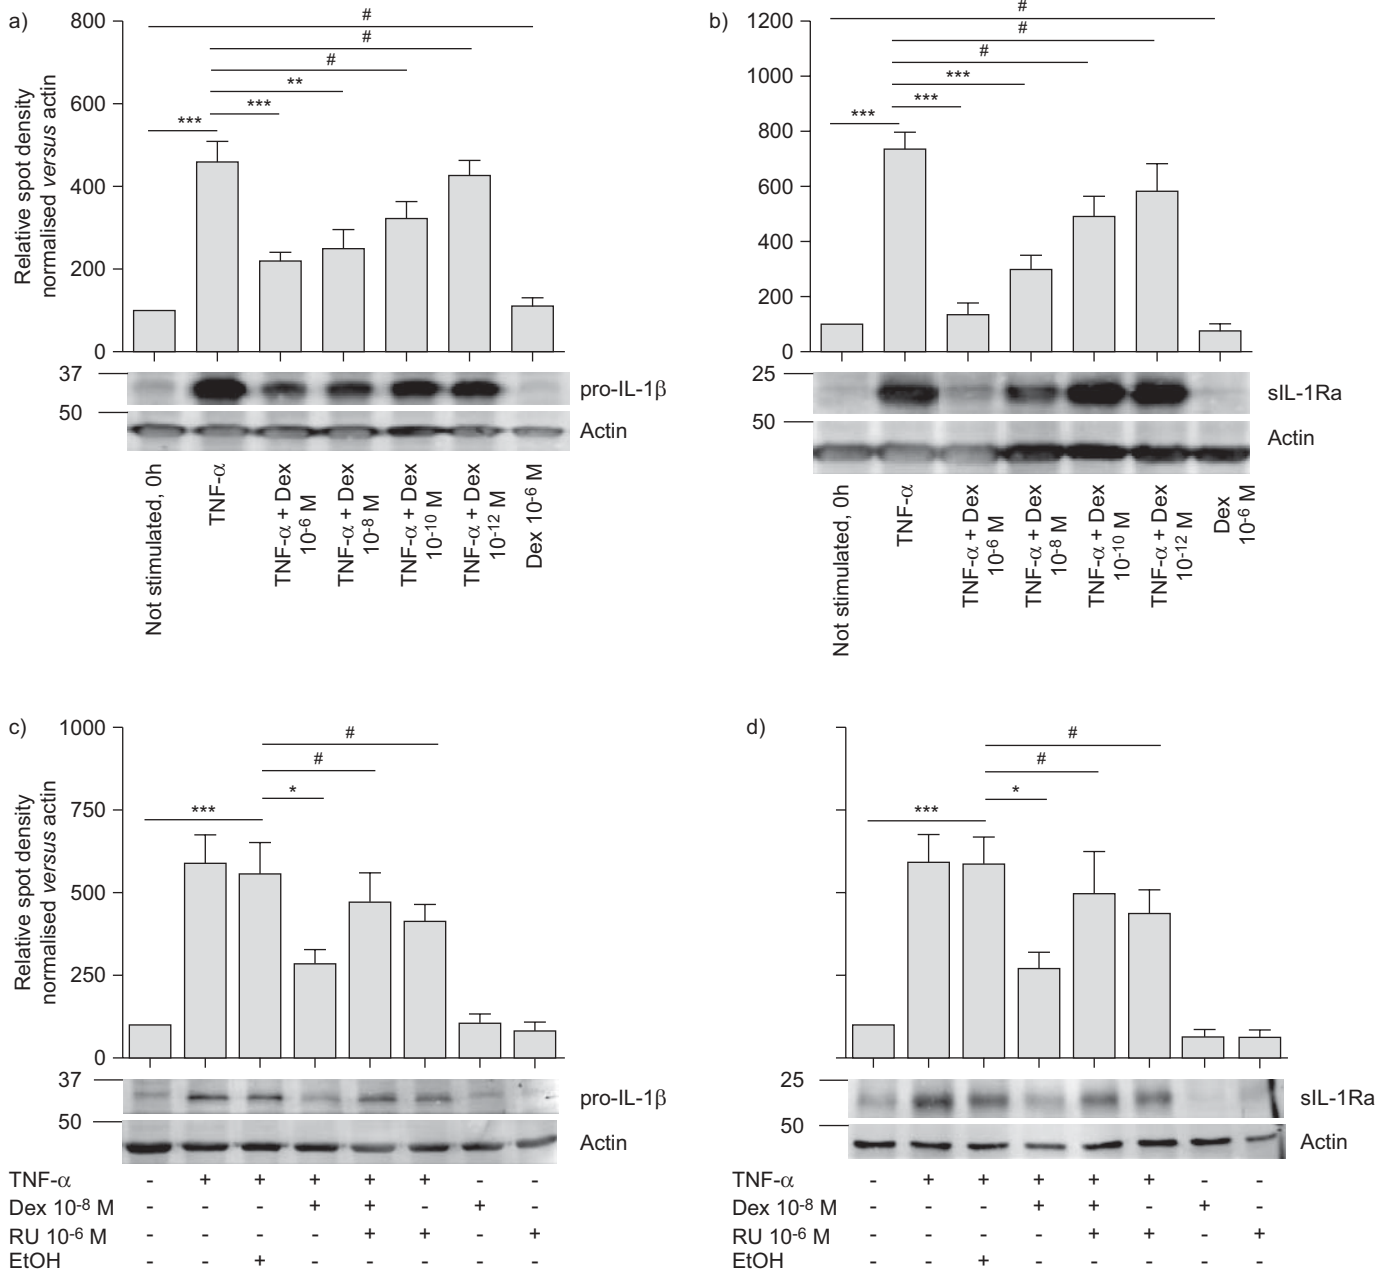 a)
800
600
400
200
0
Relative spot density
normalised versus actin
#
#
#
**
***
***
37
50
pro-IL-1β
Actin
Not stimulated, 0h
TNF-α
TNF-α + Dex
10-6 M
TNF-α + Dex
10-8 M
TNF-α + Dex
10-10 M
TNF-α + Dex
10-12 M
Dex 10-6 M
b)
1200
1000
800
600
400
200
0
#
#
#
***
***
***
25
50
sIL-1Ra
Actin
Not stimulated, 0h
TNF-α
TNF-α + Dex
10-6 M
TNF-α + Dex
10-8 M
TNF-α + Dex
10-10 M
TNF-α + Dex
10-12 M
Dex
10-6 M
c)
1000
750
500
250
0
Relative spot density
normalised versus actin
#
#
*
***
37
50
pro-IL-1β
Actin
TNF-α - + + + + + - -
Dex 10-8 M - - - + + - + -
RU 10-6 M - - - - + + - +
EtOH - - + - - - - -
d)
#
#
*
***
25
50
sIL-1Ra
Actin
TNF-α - + + + + + - -
Dex 10-8 M - - - + + - + -
RU 10-6 M - - - - + + - +
EtOH - - + - - - - -